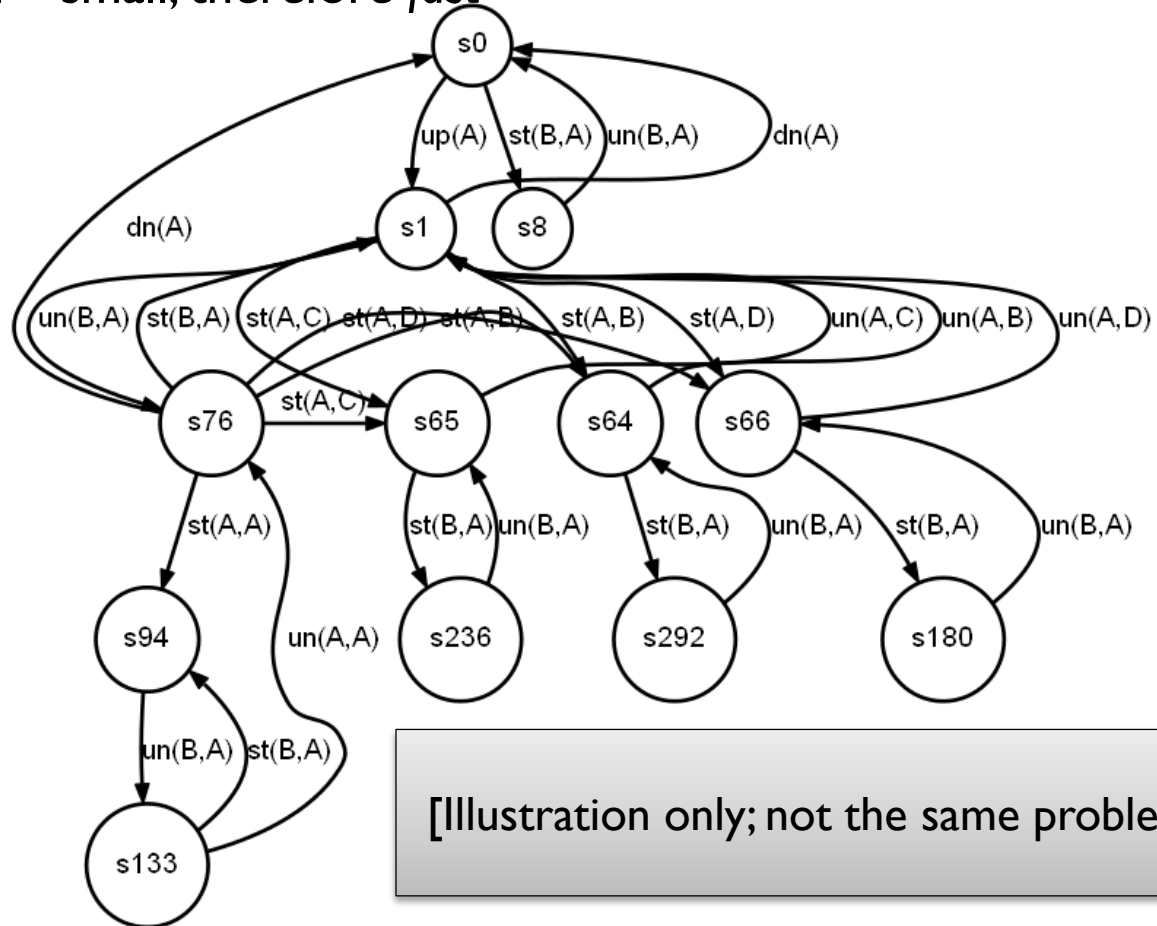 small, therefore fast
s0
up(A) st(B,A) un(B,A) dn(A)
dn(A)
s1 s8
un(B,A) st(B,A) st(A,C) st(A,D) st(A,B) st(A,B) st(A,D) un(A,C) un(A,B) un(A,D)
st(A,C)
s76 s65 s64 s66
st(A,A) st(B,A) un(B,A) st(B,A) un(B,A) st(B,A) un(B,A)
s94 un(A,A) s236 s292 s180
un(B,A) st(B,A)
[Illustration only; not the same proble
s133